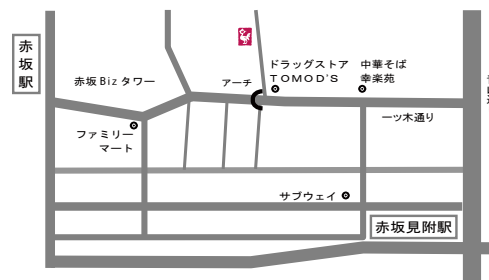 赤坂駅
赤坂Bizタワー
アーチ
ドラッグストア
TOMOD'S
中華そば
幸楽苑
一ツ木通り
ファミリー
マート
サブウェイ
赤坂見附駅